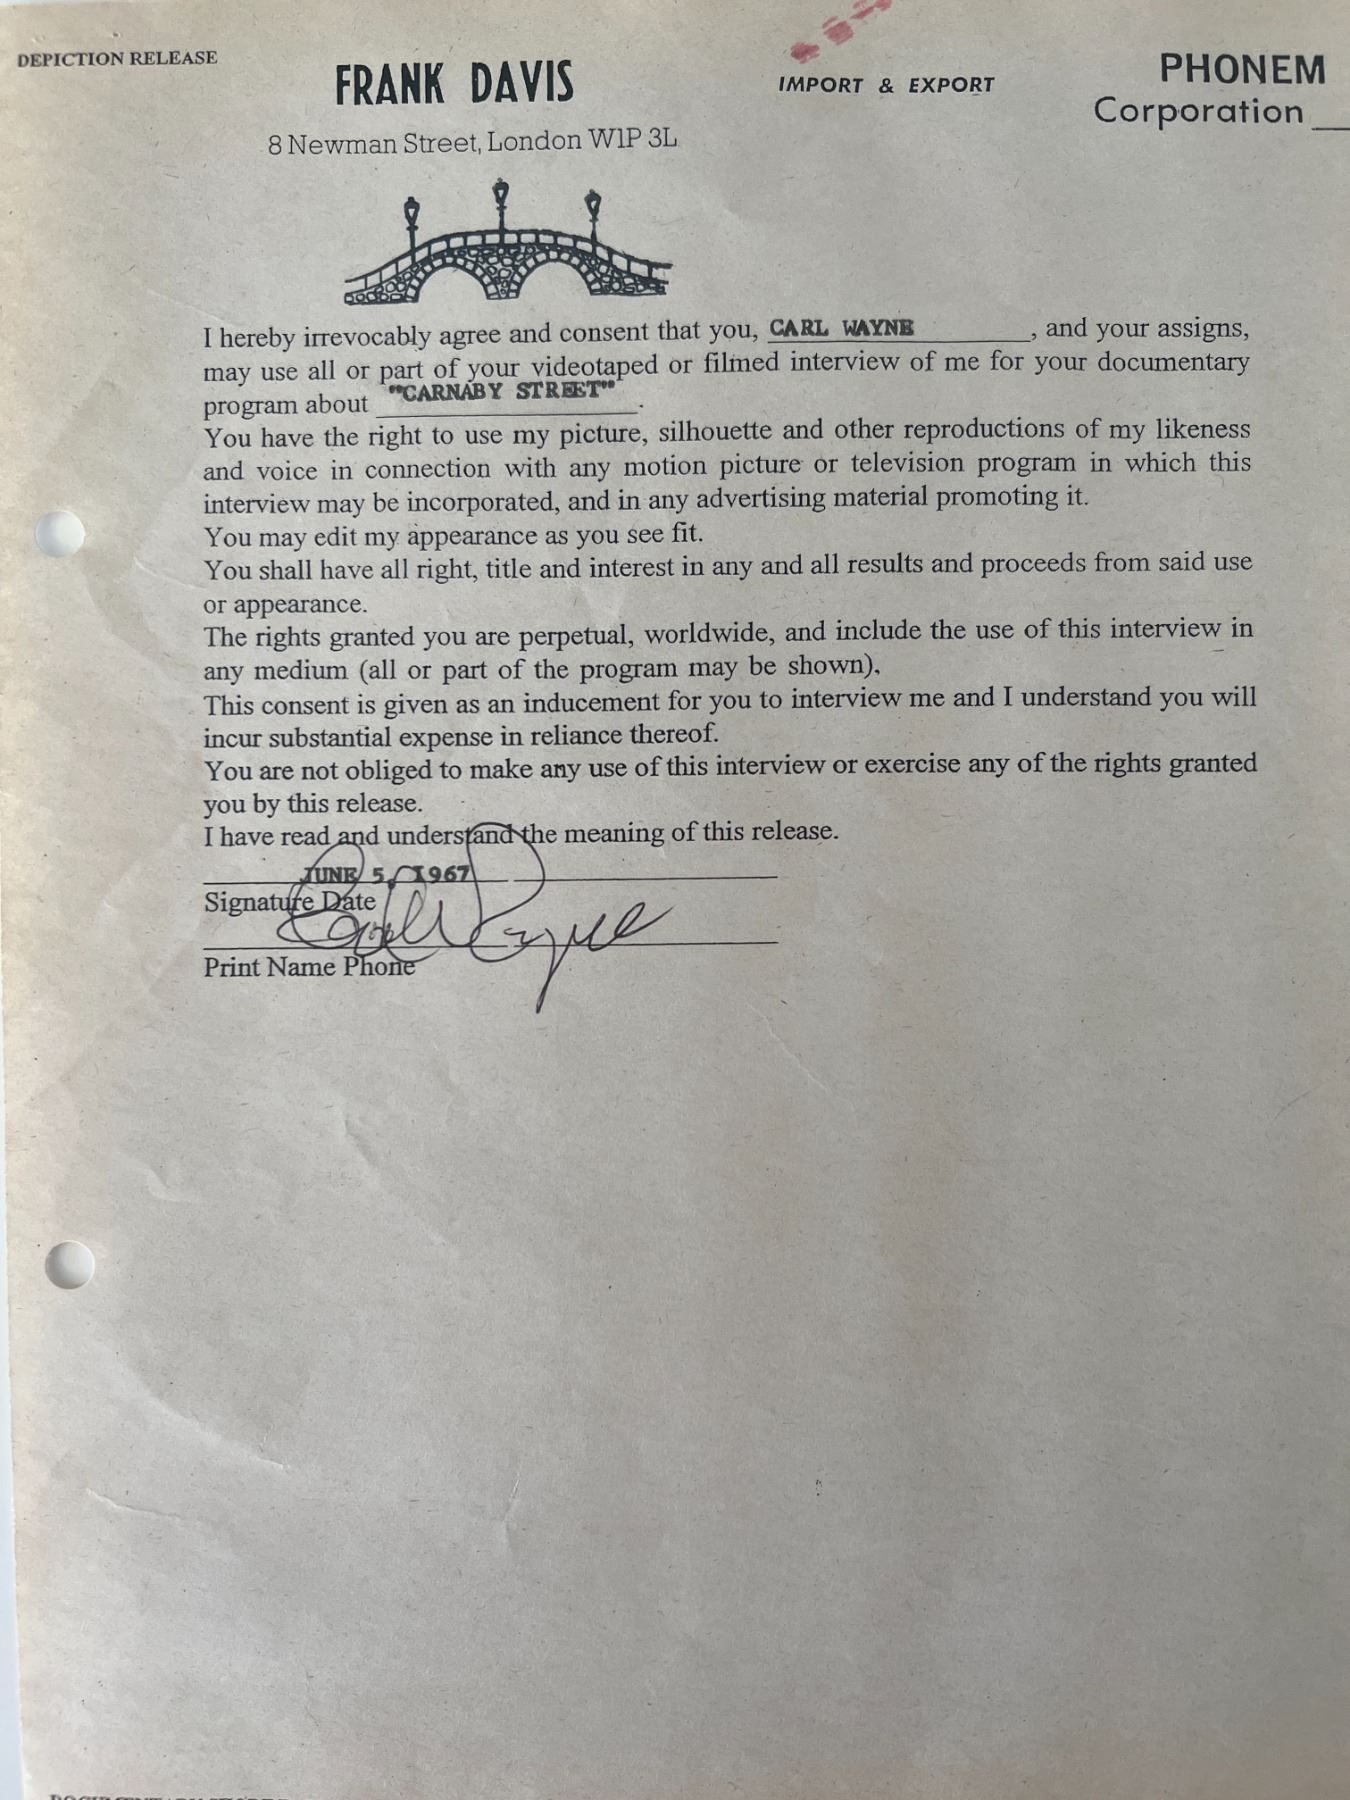 DEPICTION RELEASE
FRANK DAVIS
IMPORT & EXPORT
PHONEM
Corporation
8 Newman Street, London W1P 3L
I hereby irrevocably agree and consent that you, CARL WAYNE, and your assigns,
may use all or part of your videotaped or filmed interview of me for your documentary
program about ""CARNABY STREET"".
You have the right to use my picture, silhouette and other reproductions of my likeness
and voice in connection with any motion picture or television program in which this
interview may be incorporated, and in any advertising material promoting it.
You may edit my appearance as you see fit.
You shall have all right, title and interest in any and all results and proceeds from said use
or appearance.
The rights granted you are perpetual, worldwide, and include the use of this interview in
any medium (all or part of the program may be shown).
This consent is given as an inducement for you to interview me and I understand you will
incur substantial expense in reliance thereof.
You are not obliged to make any use of this interview or exercise any of the rights granted
you by this release.
I have read and understand the meaning of this release.
JUNE 5, 1967
Signature Date
Carl Wayne
Print Name Phone